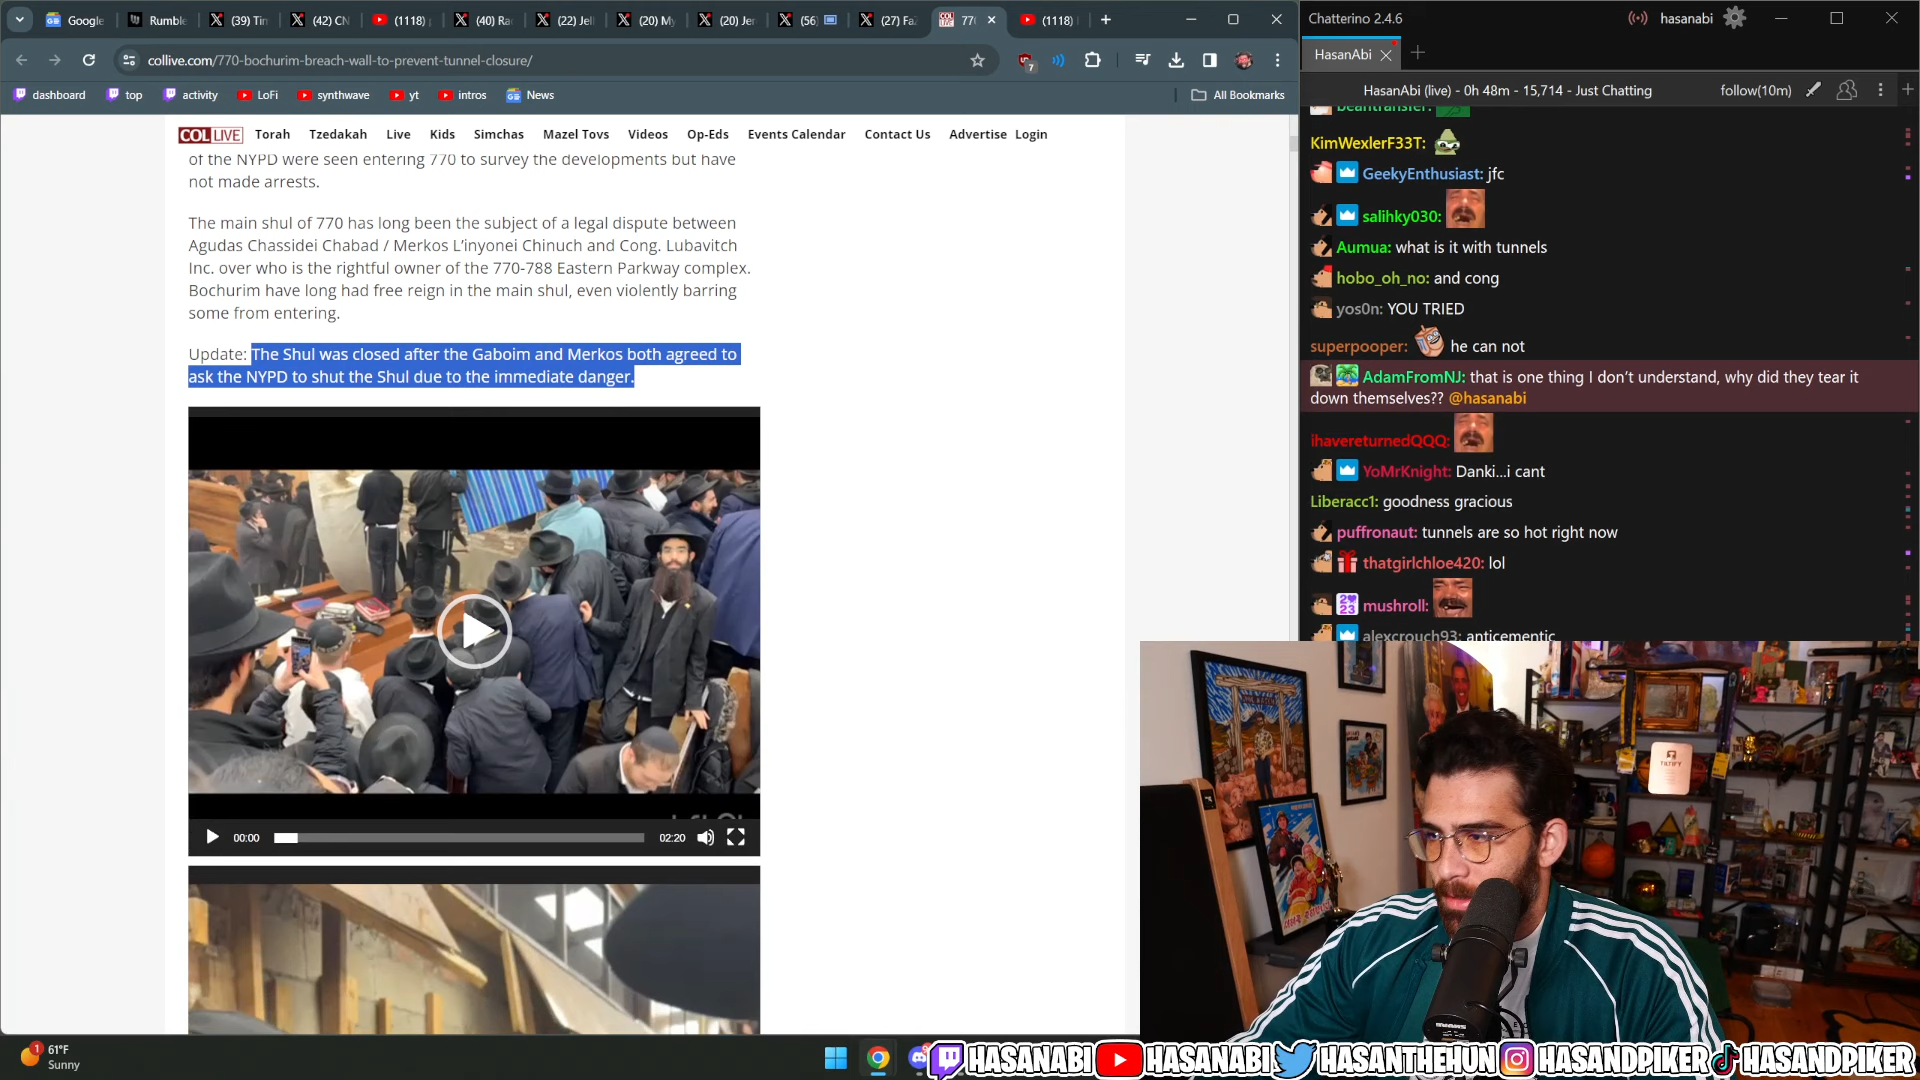 Google
Rumble
(39) Tin
(42) CN
(1118)
(40) Rac
(22) Jell
(20) My
(20) Jer
(56)
(27) Fa
77
(1118)
collive.com/770-bochurim-breach-wall-to-prevent-tunnel-closure/
7
dashboard
top
activity
LoFi
synthwave
yt
intros
News
All Bookmarks
COL LIVE
Torah
Tzedakah
Live
Kids
Simchas
Mazel Tovs
Videos
Op-Eds
Events Calendar
Contact Us
Advertise
Login
of the NYPD were seen entering 770 to survey the developments but have
not made arrests.
The main shul of 770 has long been the subject of a legal dispute between
Agudas Chassidei Chabad / Merkos L'inyonei Chinuch and Cong. Lubavitch
Inc. over who is the rightful owner of the 770-788 Eastern Parkway complex.
Bochurim have long had free reign in the main shul, even violently barring
some from entering.
Update: The Shul was closed after the Gaboim and Merkos both agreed to
ask the NYPD to shut the Shul due to the immediate danger.
00:00
02:20
Chatterino 2.4.6
hasanabi
HasanAbi
HasanAbi (live) - 0h 48m - 15,714 - Just Chatting
follow(10m)
beantransfer:
KimWexlerF33T:
GeekyEnthusiast: jfc
salihky030:
Aumua: what is it with tunnels
hobo_oh_no: and cong
yos0n: YOU TRIED
superpooper: he can not
AdamFromNJ: that is one thing I don't understand, why did they tear it
down themselves?? @hasanabi
ihavereturnedQQQ:
YoMrKnight: Danki...i cant
Liberacc1: goodness gracious
puffronaut: tunnels are so hot right now
thatgirlchloe420: lol
mushroll:
alexcrouch93: anticementic
TILTIFY
1
61°F
Sunny
HASANABI
HASANABI
HASANTHEHUN
HASANDPIKER
HASANDPIKER